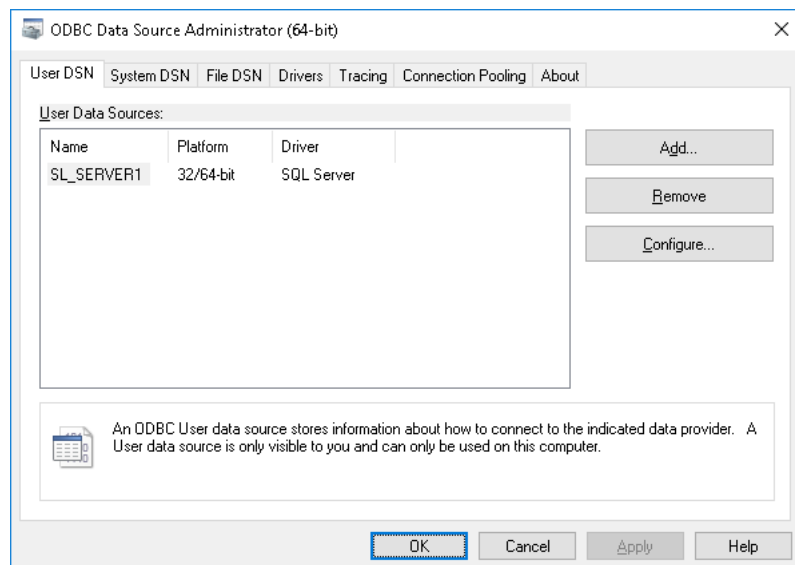 ODBC Data Source Administrator (64-bit)
User DSN System DSN File DSN Drivers Tracing Connection Pooling About
User Data Sources:
Name Platform Driver
SL_SERVER1 32/64-bit SQL Server
Add...
Remove
Configure...
An ODBC User data source stores information about how to connect to the indicated data provider. A
User data source is only visible to you and can only be used on this computer.
OK Cancel Apply Help